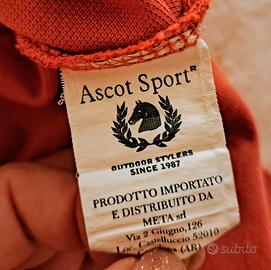 Ascot Sport R
OUTDOOR STYLERS
SINCE 1987
PRODOTTO IMPORTATO
E DISTRIBUITO DA
META srl
Via 2 Giugno,126
Loc. Castelluccio 52010
(AR)
subito